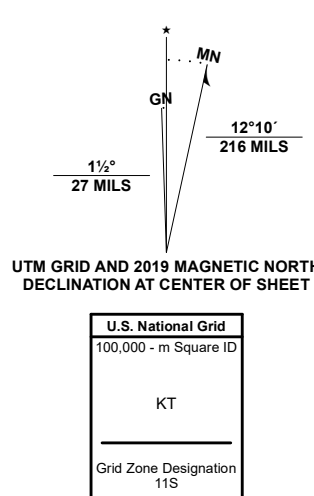 ★
MN
GN
12°10´
216 MILS
1½°
27 MILS
UTM GRID AND 2019 MAGNETIC NORTH
DECLINATION AT CENTER OF SHEET
U.S. National Grid
100,000 - m Square ID
KT
Grid Zone Designation
11S